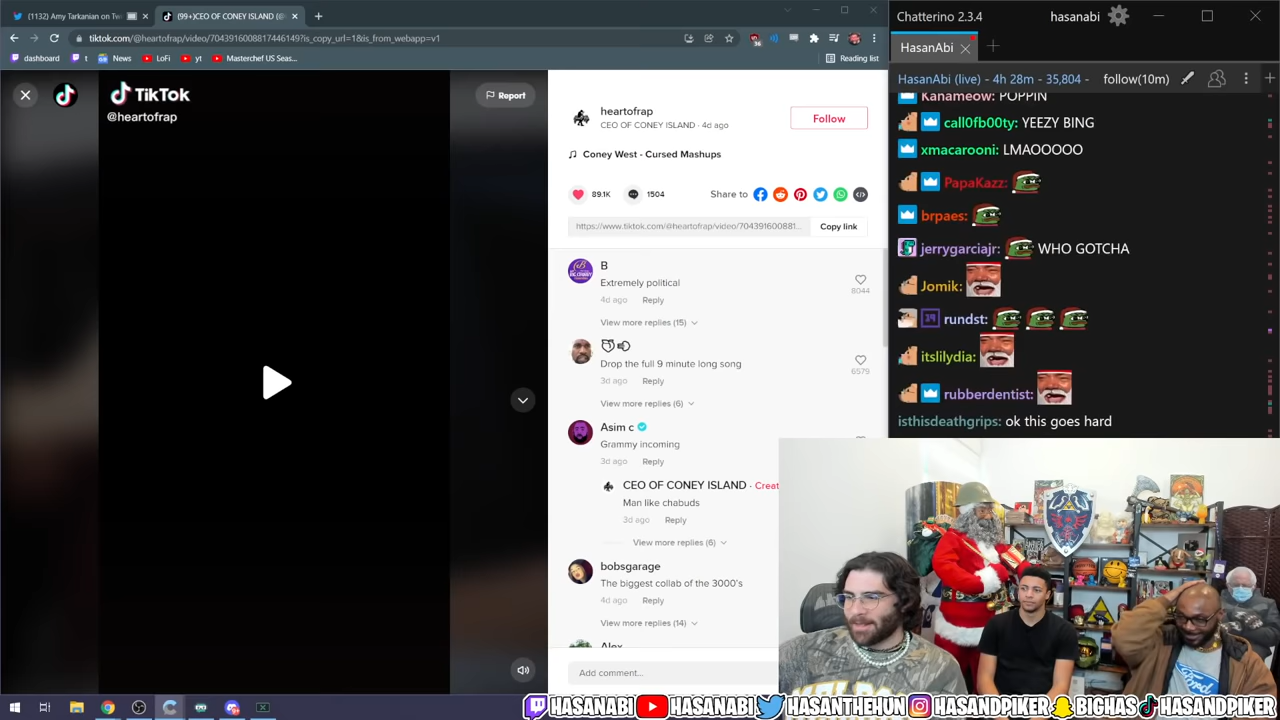 (1132) Amy Tarkanian on Tw
(99+)CEO OF CONEY ISLAND (@
tiktok.com/@heartofrap/video/7043916008817446149?is_copy_url=1&is_from_webapp=v1
36
dashboard
t
News
LoFi
yt
Masterchef US Seas...
Reading list
TikTok
@heartofrap
Report
heartofrap
CEO OF CONEY ISLAND · 4d ago
Follow
Coney West - Cursed Mashups
89.1K
1504
Share to
https://www.tiktok.com/@heartofrap/video/704391600881...
Copy link
B
Extremely political
4d ago
Reply
8044
View more replies (15)
Drop the full 9 minute long song
3d ago
Reply
6579
View more replies (6)
Asim c
Grammy incoming
3d ago
Reply
CEO OF CONEY ISLAND · Creat
Man like chabuds
3d ago
Reply
View more replies (6)
bobsgarage
The biggest collab of the 3000's
4d ago
Reply
View more replies (14)
Alex
Add comment...
Chatterino 2.3.4
hasanabi
HasanAbi
HasanAbi (live) - 4h 28m - 35,804 -
follow(10m)
Kanameow: POPPIN
call0fb00ty: YEEZY BING
xmacarooni: LMAOOOOO
PapaKazz:
brpaes:
jerrygarciajr: WHO GOTCHA
Jomik:
rundst:
itslilydia:
rubberdentist:
isthisdeathgrips: ok this goes hard
Ford
HASANABI
HASANABI
HASANTHEHUN
HASANDPIKER
BIGHAS
HASANDPIKER